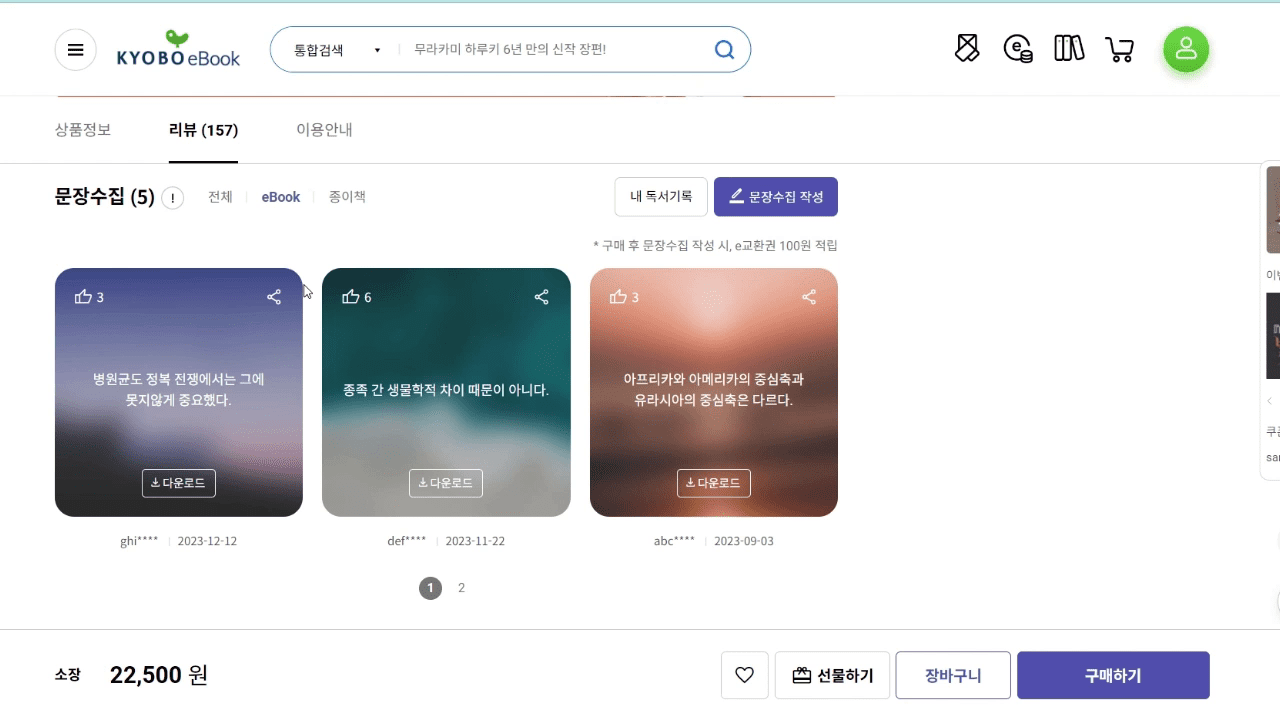 KYOBO eBook
통합검색
무라카미 하루키 6년 만의 신작 장편!
상품정보
리뷰 (157)
이용안내
문장수집 (5)
!
전체
eBook
종이책
내 독서기록
문장수집 작성
* 구매 후 문장수집 작성 시, e교환권 100원 적립
3
병원균도 정복 전쟁에서는 그에
못지않게 중요했다.
다운로드
ghi****
2023-12-12
6
종족 간 생물학적 차이 때문이 아니다.
다운로드
def****
2023-11-22
3
아프리카와 아메리카의 중심축과
유라시아의 중심축은 다르다.
다운로드
abc****
2023-09-03
1
2
소장
22,500 원
선물하기
장바구니
구매하기